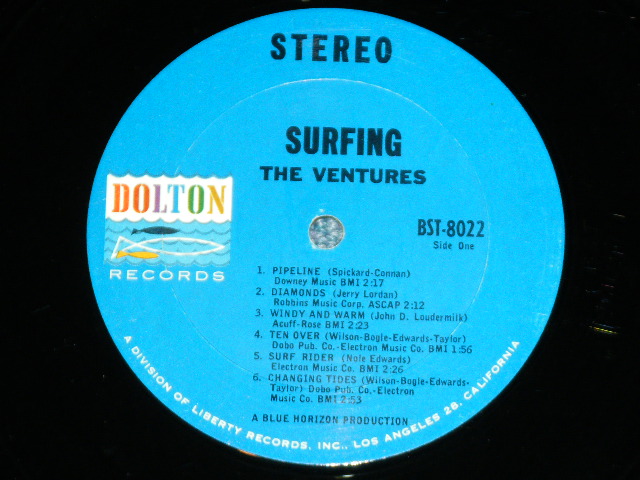 STEREO
SURFING
THE VENTURES
DOLTON
RECORDS
BST-8022
Side One
1. PIPELINE (Spickard-Connan)
Downey Music BMI 2:17
2. DIAMONDS (Jerry Lordan)
Robbins Music Corp. ASCAP 2:12
3. WINDY AND WARM (John D. Loudermilk)
Acuff-Rose BMI 2:23
4. TEN OVER (Wilson-Bogle-Edwards-Taylor)
Dobo Pub. Co.-Electron Music Co. BMI 1:56
5. SURF RIDER (Nole Edwards)
Electron Music Co. BMI 2:26
6. CHANGING TIDES (Wilson-Bogle-Edwards-
Taylor) Dobo Pub. Co.-Electron
Music Co. BMI 2:53
A BLUE HORIZON PRODUCTION
A DIVISION OF LIBERTY RECORDS, INC., LOS ANGELES 28, CALIFORNIA